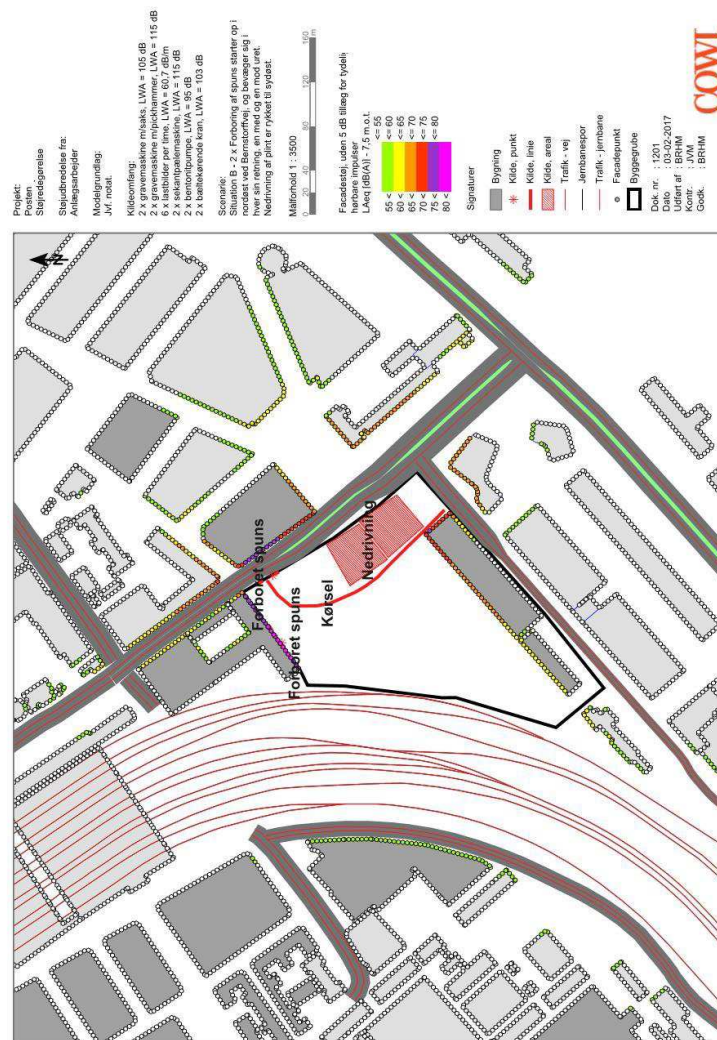 Projekt:
Posten
Støjredegørelse
Støjudbredelse fra:
Anlægsarbejder
Modelgrundlag:
Jvf. notat.
Kildeomfang:
2 x gravemaskine m/saks, LWA = 105 dB
2 x gravemaskine m/pickhammer, LWA = 115 dB
6 x lastbiler per time, LWA = 60,7 dB/m
2 x sekantpælemaskine, LWA = 115 dB
2 x bentonitpumpe, LWA = 95 dB
2 x bæltekørende kran, LWA = 103 dB
Scenarie:
Situation B - 2 x Forboring af spuns starter op i
nordøst ved Bernstorffvej, og bevæger sig i
hver sin retning, en med og en mod uret.
Nedrivning af plint er rykket til sydøst.
Målforhold 1 : 3500
0 20 40 80 120 160
m
Facadestøj, uden 5 dB tillæg for tydeli
hørbare impulser
LAeq [dB(A)] - 7,5 m.o.t.
<= 55
55 < <= 60
60 < <= 65
65 < <= 70
70 < <= 75
75 < <= 80
80 <
Signaturer
Bygning
Kilde, punkt
Kilde, linie
Kilde, areal
Trafik - vej
Jernbanespor
Trafik - jernbane
Facadepunkt
Byggegrube
Dok. nr. : 1201
Dato : 03-02-2017
Udført af : BRHM
Kontr. : JVM
Godk. : BRHM
COWI
N
Forboret spuns
Forboret spuns
Kørsel
Nedrivning